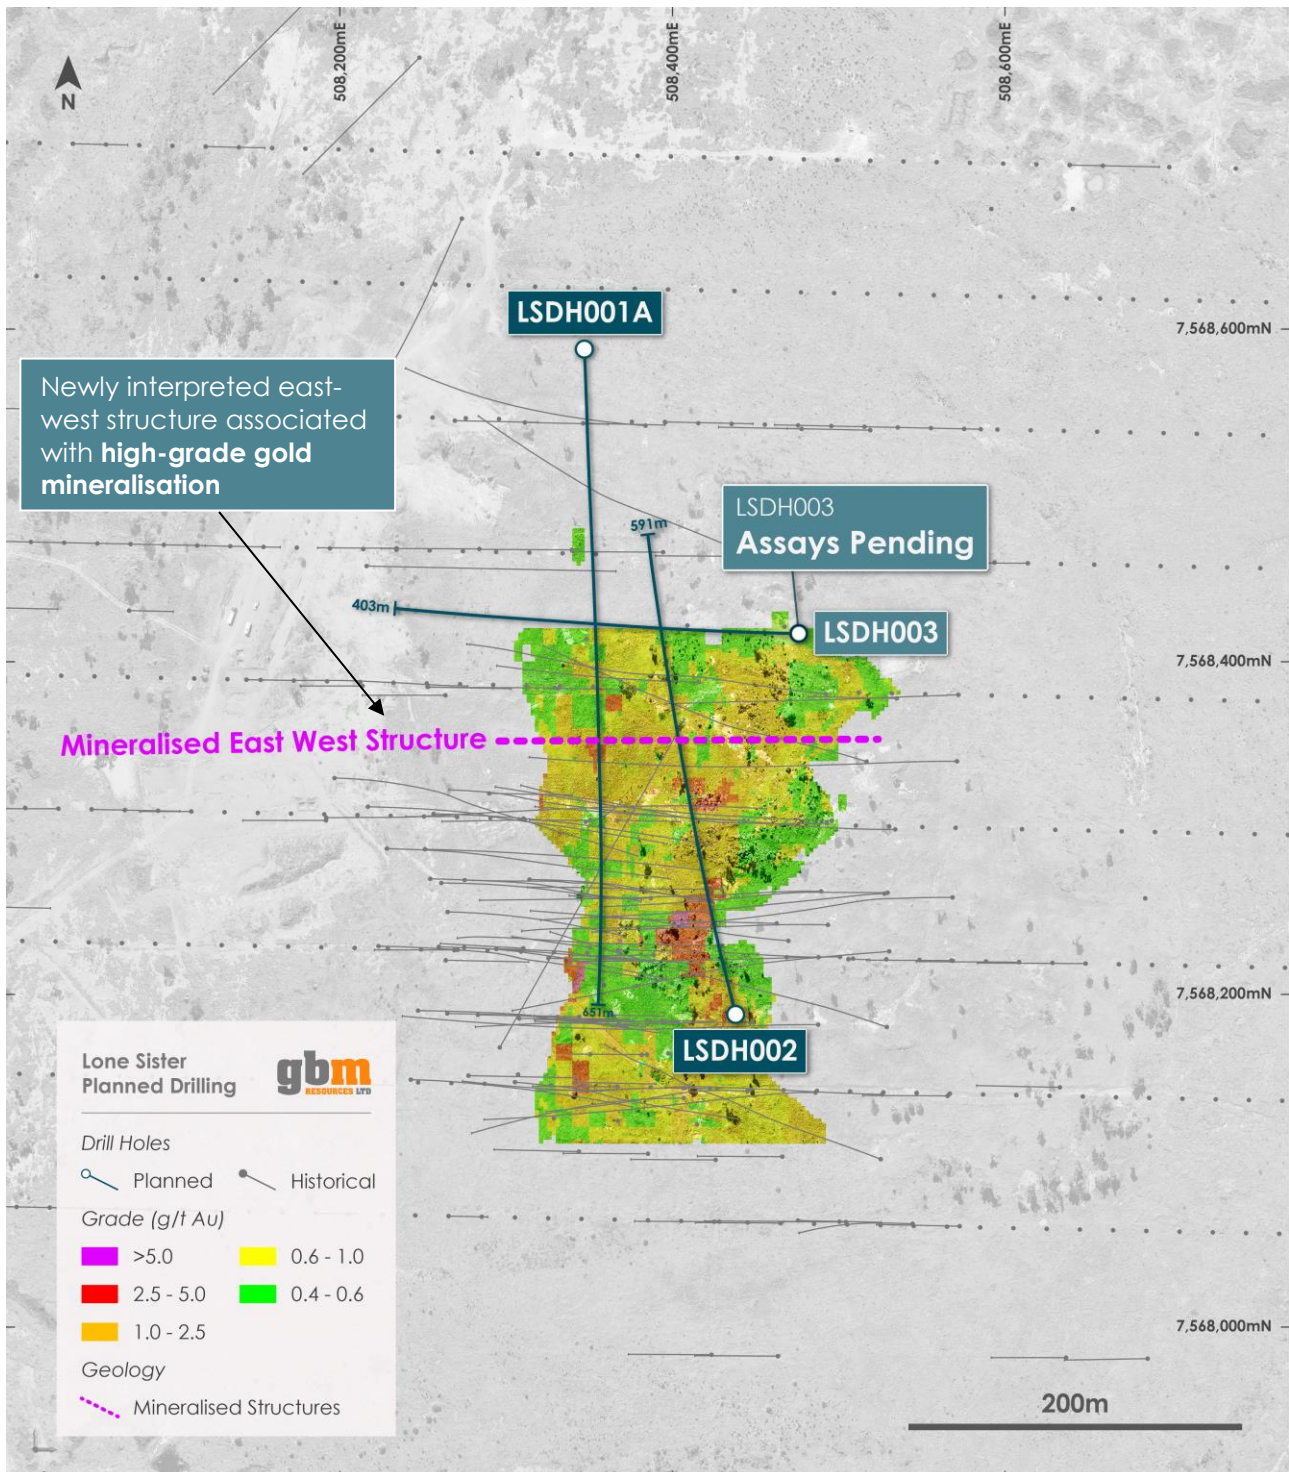 508,200mE
508,400mE
508,600mE
N
LSDH001A
7,568,600mN
Newly interpreted east-
west structure associated
with high-grade gold
mineralisation
LSDH003
Assays Pending
591m
403m
LSDH003
7,568,400mN
Mineralised East West Structure
7,568,200mN
651m
LSDH002
Lone Sister
Planned Drilling
gbm
RESOURCES LTD
Drill Holes
Planned
Historical
Grade (g/t Au)
>5.0
0.6 - 1.0
2.5 - 5.0
0.4 - 0.6
1.0 - 2.5
7,568,000mN
Geology
Mineralised Structures
200m